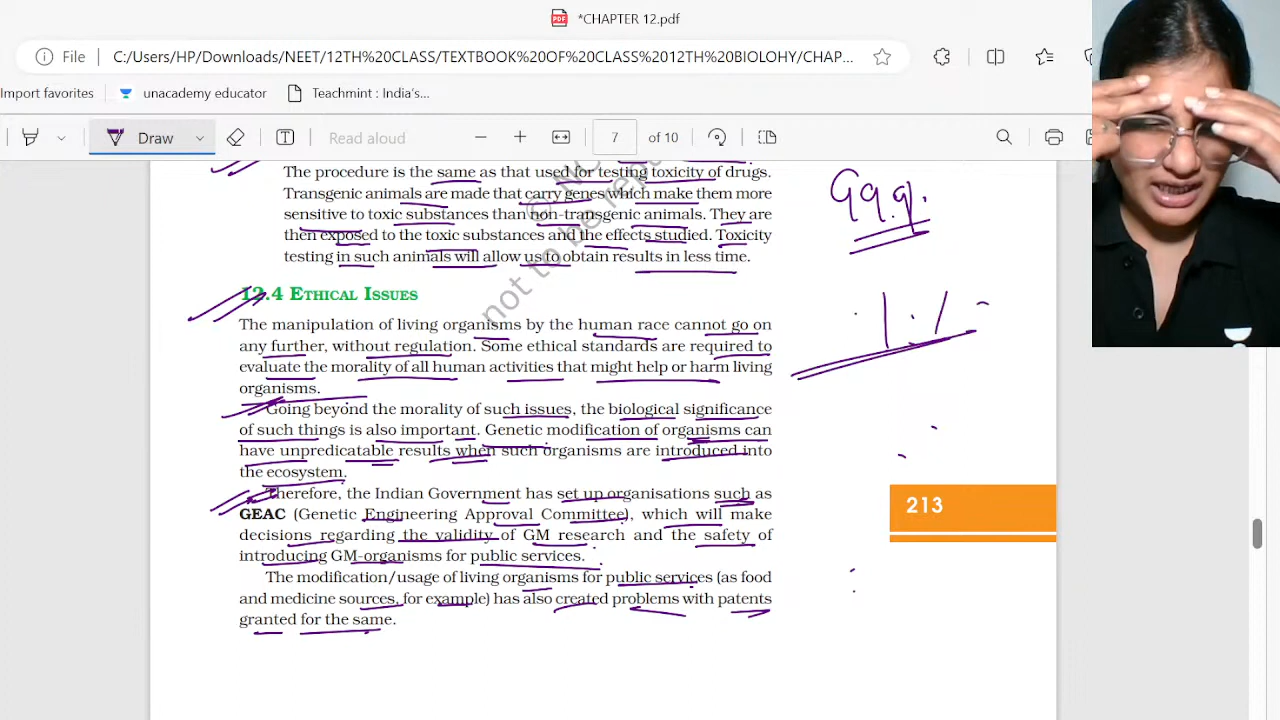 *CHAPTER 12.pdf
File C:/Users/HP/Downloads/NEET/12TH%20CLASS/TEXTBOOK%20OF%20CLASS%2012TH%20BIOLOHY/CHAP...
Import favorites unacademy educator Teachmint : India's...
Draw Read aloud 7 of 10
The procedure is the same as that used for testing toxicity of drugs.
Transgenic animals are made that carry genes which make them more
sensitive to toxic substances than non-transgenic animals. They are
then exposed to the toxic substances and the effects studied. Toxicity
testing in such animals will allow us to obtain results in less time.
12.4 ETHICAL ISSUES
The manipulation of living organisms by the human race cannot go on
any further, without regulation. Some ethical standards are required to
evaluate the morality of all human activities that might help or harm living
organisms.
Going beyond the morality of such issues, the biological significance
of such things is also important. Genetic modification of organisms can
have unpredicatable results when such organisms are introduced into
the ecosystem.
Therefore, the Indian Government has set up organisations such as
GEAC (Genetic Engineering Approval Committee), which will make
decisions regarding the validity of GM research and the safety of
introducing GM-organisms for public services.
The modification/usage of living organisms for public services (as food
and medicine sources, for example) has also created problems with patents
granted for the same.
213
not to be
99.9.